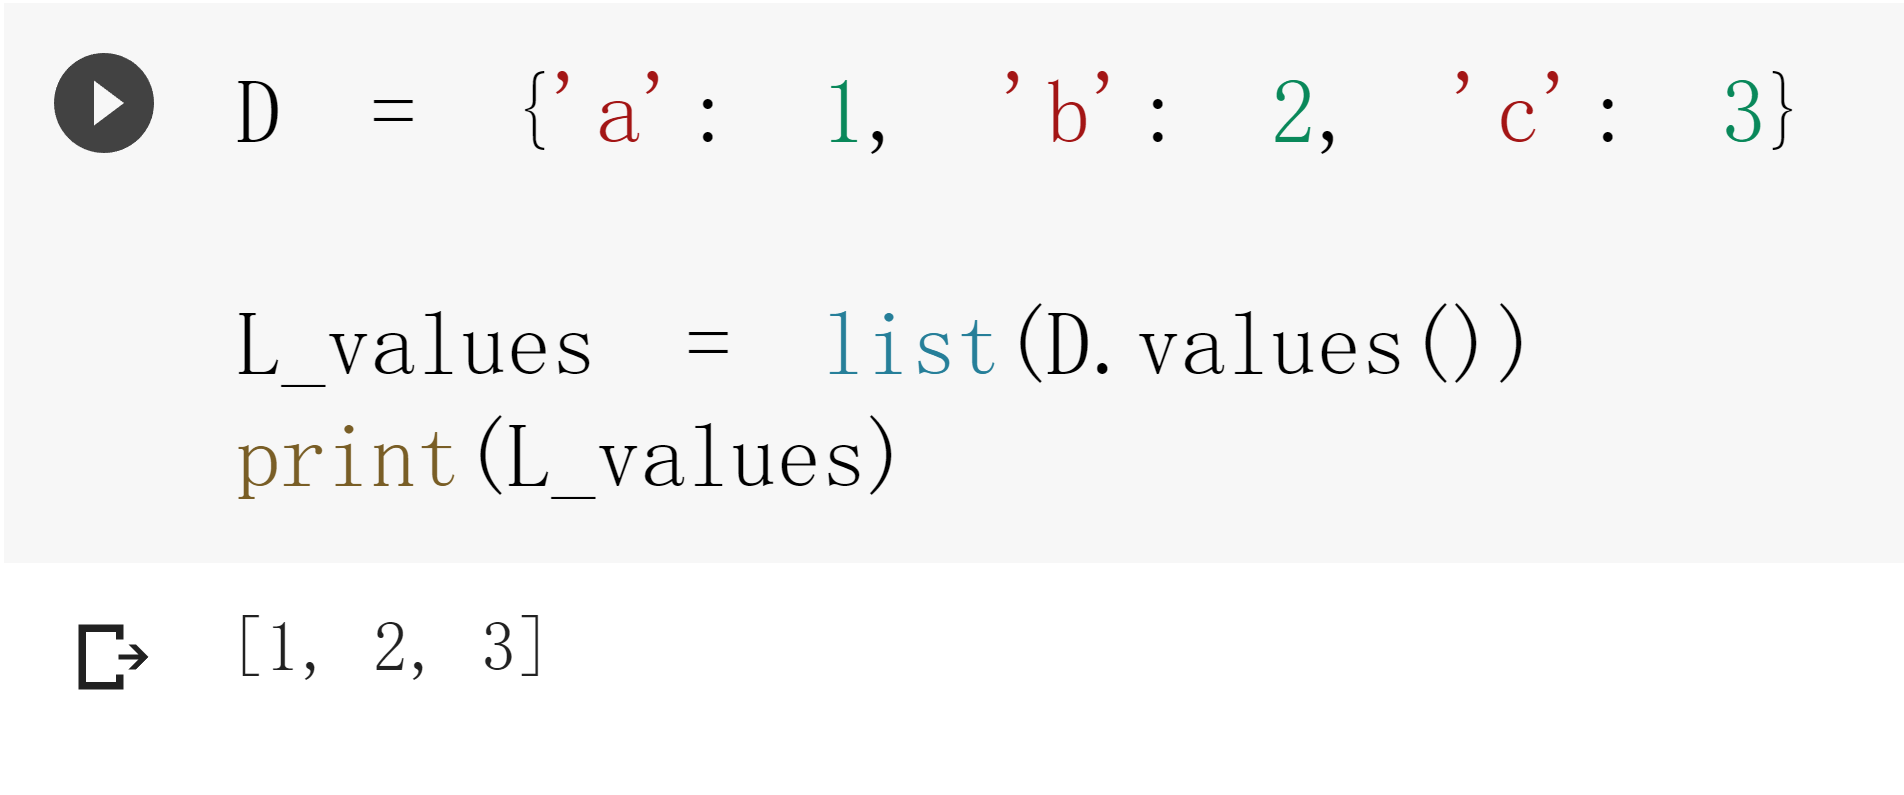 D = {'a': 1, 'b': 2, 'c': 3}
L_values = list(D.values())
print(L_values)
[1, 2, 3]